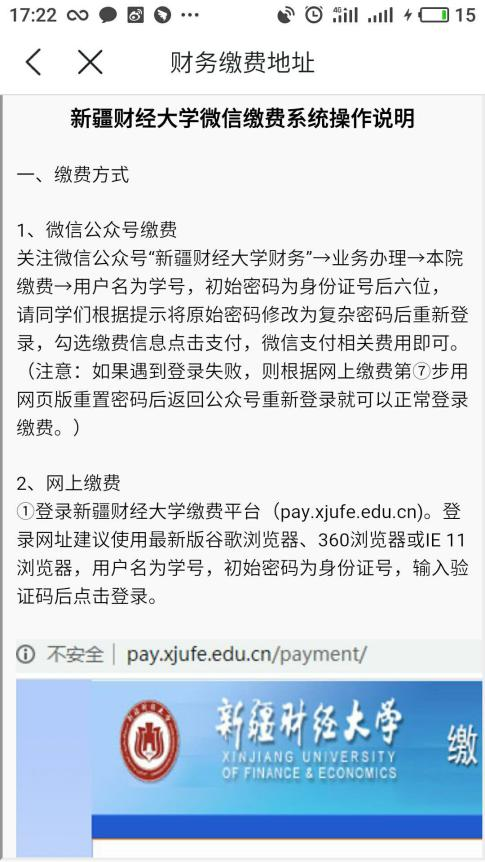 17:22
4G
15
财务缴费地址
新疆财经大学微信缴费系统操作说明
一、缴费方式
1、微信公众号缴费
关注微信公众号“新疆财经大学财务”→业务办理→本院
缴费→用户名为学号，初始密码为身份证号后六位，
请同学们根据提示将原始密码修改为复杂密码后重新登
录，勾选缴费信息点击支付，微信支付相关费用即可。
（注意：如果遇到登录失败，则根据网上缴费第⑦步用
网页版重置密码后返回公众号重新登录就可以正常登录
缴费。）
2、网上缴费
①登录新疆财经大学缴费平台（pay.xjufe.edu.cn)。登
录网址建议使用最新版谷歌浏览器、360浏览器或IE 11
浏览器，用户名为学号，初始密码为身份证号，输入验
证码后点击登录。
不安全 | pay.xjufe.edu.cn/payment/
新疆财经大学
缴
XINJIANG UNIVERSITY
OF FINANCE & ECONOMICS